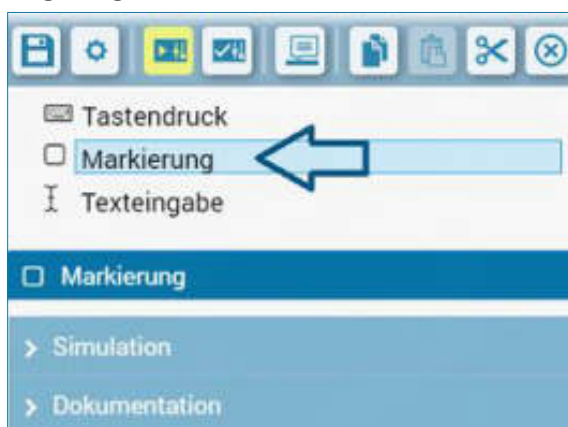 Tastendruck
Markierung
Texteingabe
Markierung
Simulation
Dokumentation